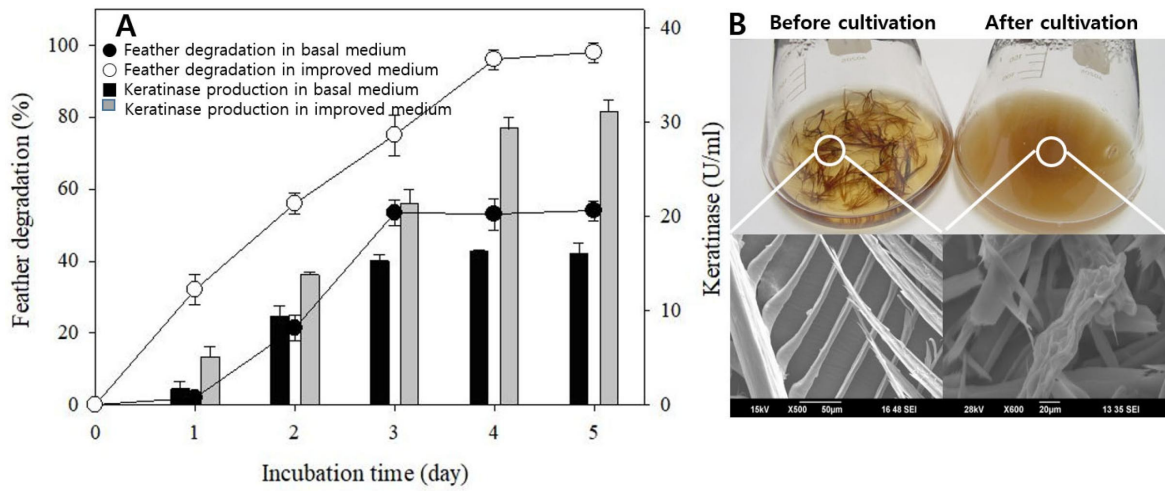 A
Feather degradation in basal medium
Feather degradation in improved medium
Keratinase production in basal medium
Keratinase production in improved medium
Feather degradation (%)
100
80
60
40
20
0
40
30
20
10
0
Keratinase (U/ml)
0 1 2 3 4 5
Incubation time (day)
B Before cultivation After cultivation
15kV X500 50µm 16 48 SEI
28kV X600 20µm 13 35 SEI